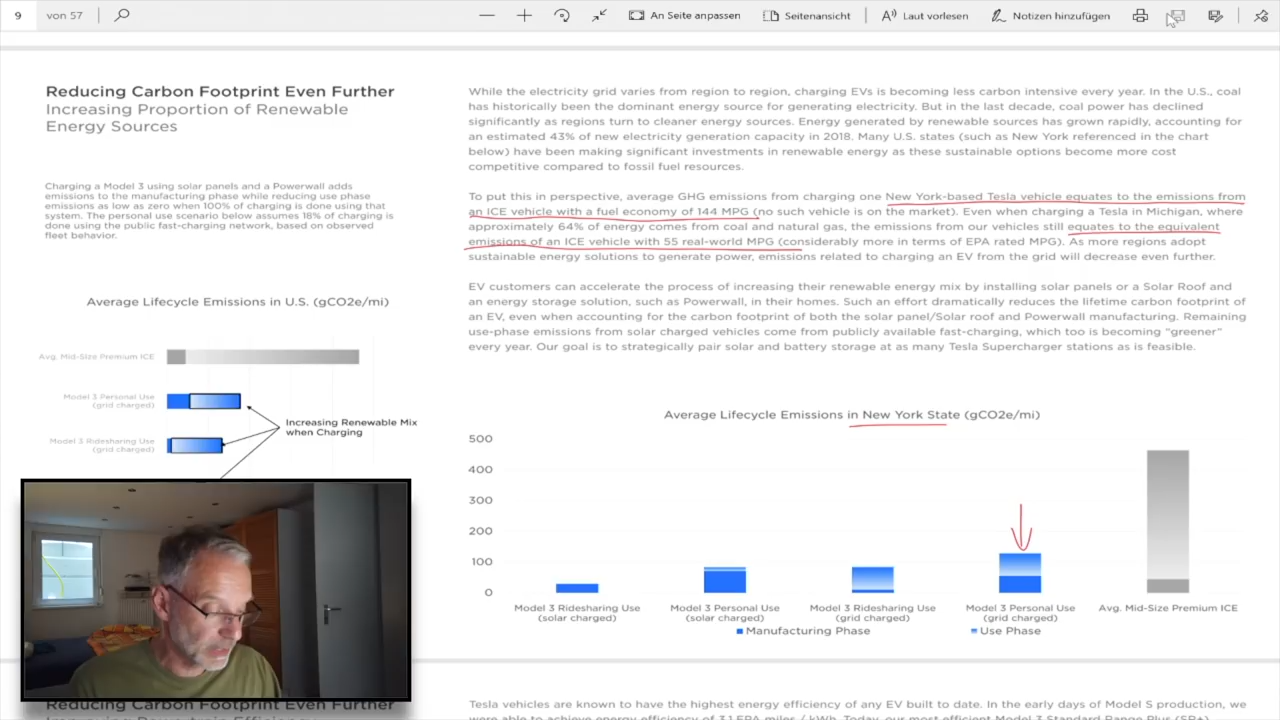 9 von 57 An Seite anpassen Seitenansicht Laut vorlesen Notizen hinzufügen
Reducing Carbon Footprint Even Further
Increasing Proportion of Renewable
Energy Sources
Charging a Model 3 using solar panels and a Powerwall adds
emissions to the manufacturing phase while reducing use phase
emissions as low as zero when 100% of charging is done using that
system. The personal use scenario below assumes 18% of charging is
done using the public fast-charging network, based on observed
fleet behavior.
Average Lifecycle Emissions in U.S. (gCO2e/mi)
Avg. Mid-Size Premium ICE
Model 3 Personal Use
(grid charged)
Model 3 Ridesharing Use
(grid charged)
Increasing Renewable Mix
when Charging
While the electricity grid varies from region to region, charging EVs is becoming less carbon intensive every year. In the U.S., coal
has historically been the dominant energy source for generating electricity. But in the last decade, coal power has declined
significantly as regions turn to cleaner energy sources. Energy generated by renewable sources has grown rapidly, accounting for
an estimated 43% of new electricity generation capacity in 2018. Many U.S. states (such as New York referenced in the chart
below) have been making significant investments in renewable energy as these sustainable options become more cost
competitive compared to fossil fuel resources.
To put this in perspective, average GHG emissions from charging one New York-based Tesla vehicle equates to the emissions from
an ICE vehicle with a fuel economy of 144 MPG (no such vehicle is on the market). Even when charging a Tesla in Michigan, where
approximately 64% of energy comes from coal and natural gas, the emissions from our vehicles still equates to the equivalent
emissions of an ICE vehicle with 55 real-world MPG (considerably more in terms of EPA rated MPG). As more regions adopt
sustainable energy solutions to generate power, emissions related to charging an EV from the grid will decrease even further.
EV customers can accelerate the process of increasing their renewable energy mix by installing solar panels or a Solar Roof and
an energy storage solution, such as Powerwall, in their homes. Such an effort dramatically reduces the lifetime carbon footprint of
an EV, even when accounting for the carbon footprint of both the solar panel/Solar roof and Powerwall manufacturing. Remaining
use-phase emissions from solar charged vehicles come from publicly available fast-charging, which too is becoming “greener”
every year. Our goal is to strategically pair solar and battery storage at as many Tesla Supercharger stations as is feasible.
Average Lifecycle Emissions in New York State (gCO2e/mi)
500
400
300
200
100
0
Model 3 Ridesharing Use
(solar charged)
Model 3 Personal Use
(solar charged)
Model 3 Ridesharing Use
(grid charged)
Model 3 Personal Use
(grid charged)
Avg. Mid-Size Premium ICE
Manufacturing Phase
Use Phase
Reducing Carbon Footprint Even Further
Tesla vehicles are known to have the highest energy efficiency of any EV built to date. In the early days of Model S production, we